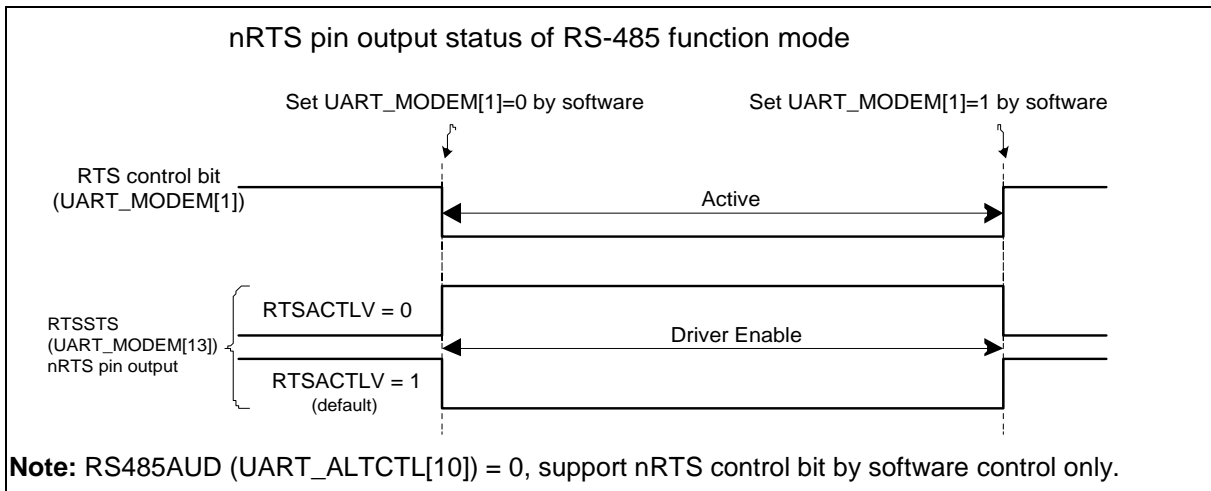 nRTS pin output status of RS-485 function mode
Set UART_MODEM[1]=0 by software
Set UART_MODEM[1]=1 by software
RTS control bit
(UART_MODEM[1])
Active
RTSSTS
(UART_MODEM[13])
nRTS pin output
RTSACTLV = 0
Driver Enable
RTSACTLV = 1
(default)
Note: RS485AUD (UART_ALTCTL[10]) = 0, support nRTS control bit by software control only.